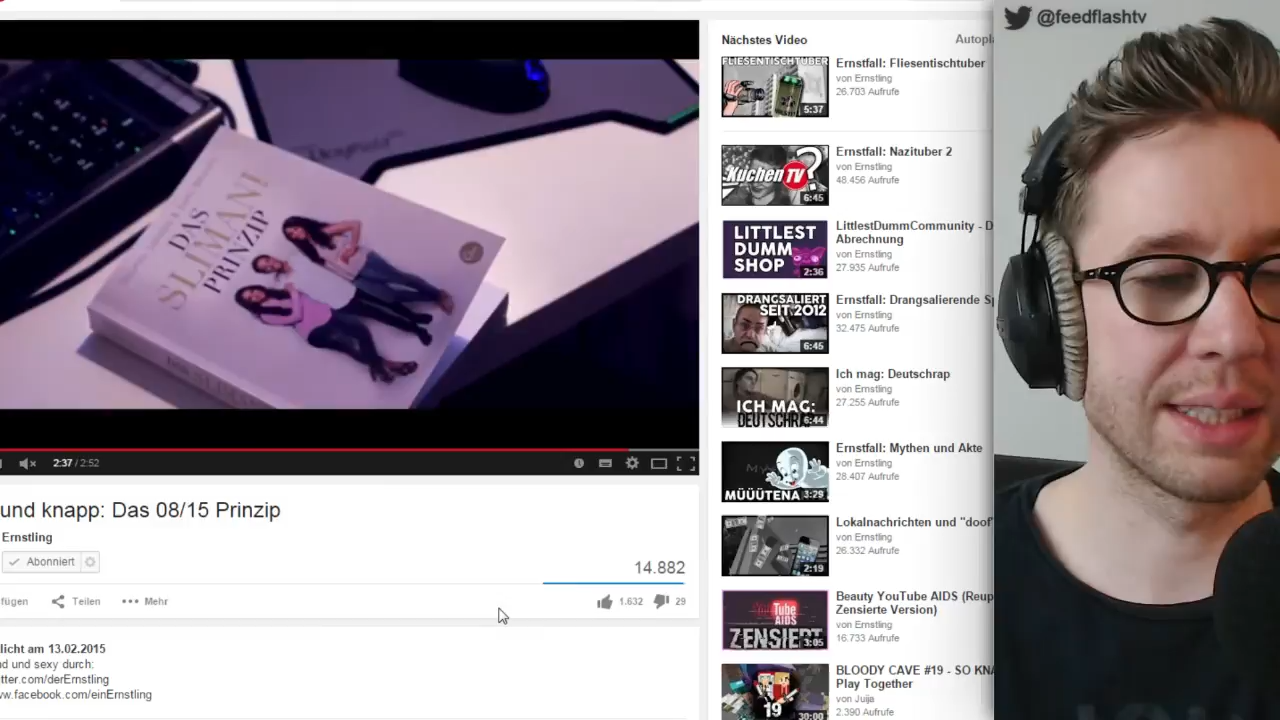 @feedflashtv
DAS
SLIMANI
PRINZIP
2:37 / 2:52
und knapp: Das 08/15 Prinzip
Ernstling
Abonniert
14.882
fügen
Teilen
Mehr
1.632
29
licht am 13.02.2015
nd und sexy durch:
tter.com/derErnstling
ww.facebook.com/einErnstling
Nächstes Video
Autopla
FLIESENTISCHTUBER
5:37
Ernstfall: Fliesentischtuber
von Ernstling
26.703 Aufrufe
KuchenTV
?
6:45
Ernstfall: Nazituber 2
von Ernstling
48.456 Aufrufe
LITTLEST
DUMM
SHOP
2:36
LittlestDummCommunity - D
Abrechnung
von Ernstling
27.935 Aufrufe
DRANGSALIERT
SEIT 2012
6:45
Ernstfall: Drangsalierende Sp
von Ernstling
32.475 Aufrufe
ICH MAG:
DEUTSCHRA
6:44
Ich mag: Deutschrap
von Ernstling
27.255 Aufrufe
MÜÜÜTENA
3:29
Ernstfall: Mythen und Akte
von Ernstling
28.407 Aufrufe
2:19
Lokalnachrichten und "doof"
von Ernstling
26.332 Aufrufe
YouTube
AIDS
ZENSIERT
3:05
Beauty YouTube AIDS (Reup
Zensierte Version)
von Ernstling
16.733 Aufrufe
19
30:00
BLOODY CAVE #19 - SO KNA
Play Together
von Juija
2.390 Aufrufe